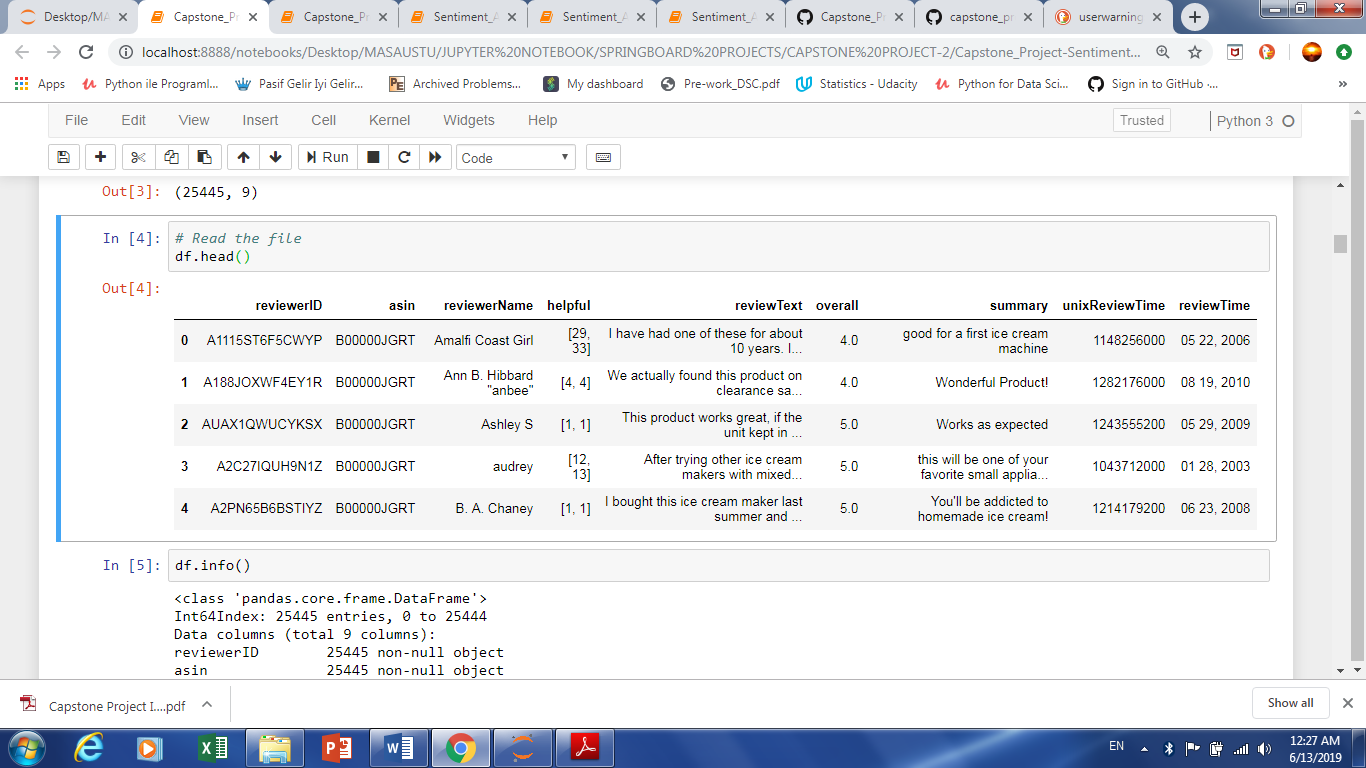 Desktop/MA
Capstone_Pr
Capstone_Pr
Sentiment_A
Sentiment_A
Sentiment_A
Capstone_Pr
capstone_pr
userwarning
localhost:8888/notebooks/Desktop/MASAUSTU/JUPYTER%20NOTEBOOK/SPRINGBOARD%20PROJECTS/CAPSTONE%20PROJECT-2/Capstone_Project-Sentiment...
Apps
Python ile Programl...
Pasif Gelir Iyi Gelir...
Archived Problems...
My dashboard
Pre-work_DSC.pdf
Statistics - Udacity
Python for Data Sci...
Sign in to GitHub ·...
»
File Edit View Insert Cell Kernel Widgets Help
Trusted
Python 3
Run
Code
Out[3]: (25445, 9)
In [4]: # Read the file
df.head()
Out[4]:
reviewerID asin reviewerName helpful reviewText overall summary unixReviewTime reviewTime
0 A1115ST6F5CWYP B00000JGRT Amalfi Coast Girl [29, 33] I have had one of these for about 10 years. I... 4.0 good for a first ice cream machine 1148256000 05 22, 2006
1 A188JOXWF4EY1R B00000JGRT Ann B. Hibbard "anbee" [4, 4] We actually found this product on clearance sa... 4.0 Wonderful Product! 1282176000 08 19, 2010
2 AUAX1QWUCYKSX B00000JGRT Ashley S [1, 1] This product works great, if the unit kept in ... 5.0 Works as expected 1243555200 05 29, 2009
3 A2C27IQUH9N1Z B00000JGRT audrey [12, 13] After trying other ice cream makers with mixed... 5.0 this will be one of your favorite small applia... 1043712000 01 28, 2003
4 A2PN65B6BSTIYZ B00000JGRT B. A. Chaney [1, 1] I bought this ice cream maker last summer and ... 5.0 You'll be addicted to homemade ice cream! 1214179200 06 23, 2008
In [5]: df.info()
<class 'pandas.core.frame.DataFrame'>
Int64Index: 25445 entries, 0 to 25444
Data columns (total 9 columns):
reviewerID 25445 non-null object
asin 25445 non-null object
Capstone Project I....pdf
Show all
EN
12:27 AM
6/13/2019